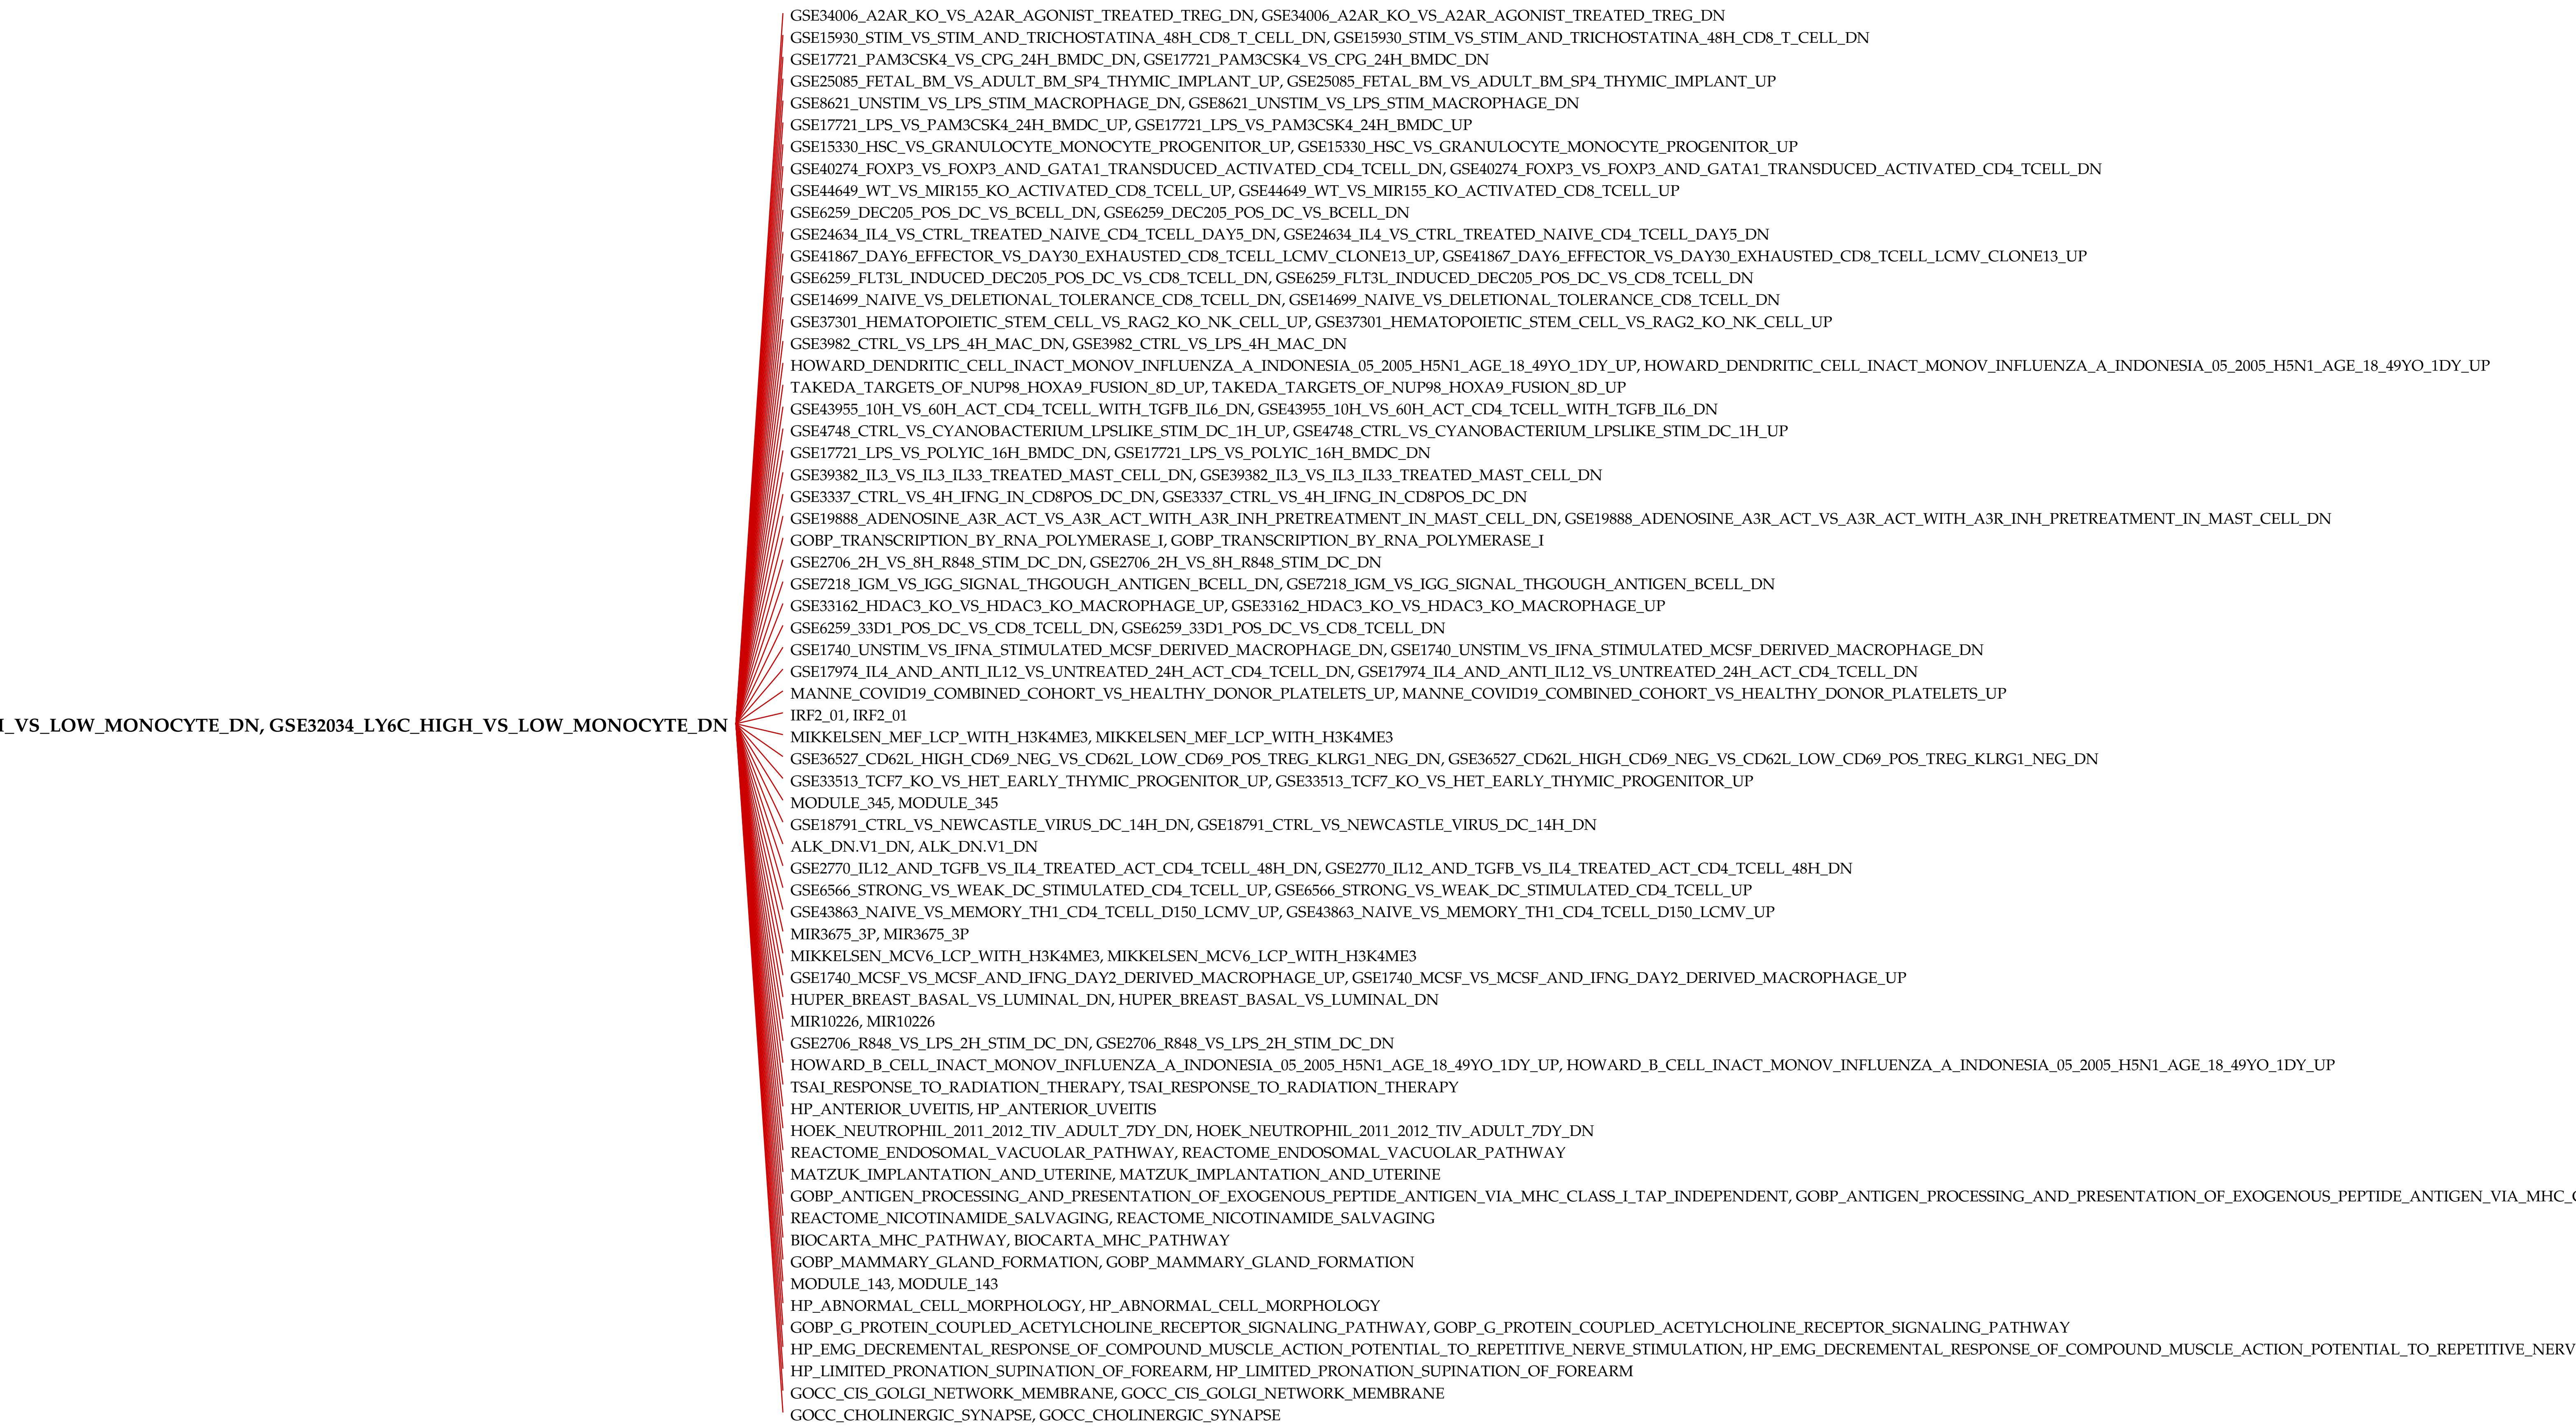 GSE34006_A2AR_KO_VS_A2AR_AGONIST_TREATED_TREG_DN, GSE34006_A2AR_KO_VS_A2AR_AGONIST_TREATED_TREG_DN
GSE15930_STIM_VS_STIM_AND_TRICHOSTATINA_48H_CD8_T_CELL_DN, GSE15930_STIM_VS_STIM_AND_TRICHOSTATINA_48H_CD8_T_CELL_DN
GSE17721_PAM3CSK4_VS_CPG_24H_BMDC_DN, GSE17721_PAM3CSK4_VS_CPG_24H_BMDC_DN
GSE25085_FETAL_BM_VS_ADULT_BM_SP4_THYMIC_IMPLANT_UP, GSE25085_FETAL_BM_VS_ADULT_BM_SP4_THYMIC_IMPLANT_UP
GSE8621_UNSTIM_VS_LPS_STIM_MACROPHAGE_DN, GSE8621_UNSTIM_VS_LPS_STIM_MACROPHAGE_DN
GSE17721_LPS_VS_PAM3CSK4_24H_BMDC_UP, GSE17721_LPS_VS_PAM3CSK4_24H_BMDC_UP
GSE15330_HSC_VS_GRANULOCYTE_MONOCYTE_PROGENITOR_UP, GSE15330_HSC_VS_GRANULOCYTE_MONOCYTE_PROGENITOR_UP
GSE40274_FOXP3_VS_FOXP3_AND_GATA1_TRANSDUCED_ACTIVATED_CD4_TCELL_DN, GSE40274_FOXP3_VS_FOXP3_AND_GATA1_TRANSDUCED_ACTIVATED_CD4_TCELL_DN
GSE44649_WT_VS_MIR155_KO_ACTIVATED_CD8_TCELL_UP, GSE44649_WT_VS_MIR155_KO_ACTIVATED_CD8_TCELL_UP
GSE6259_DEC205_POS_DC_VS_BCELL_DN, GSE6259_DEC205_POS_DC_VS_BCELL_DN
GSE24634_IL4_VS_CTRL_TREATED_NAIVE_CD4_TCELL_DAY5_DN, GSE24634_IL4_VS_CTRL_TREATED_NAIVE_CD4_TCELL_DAY5_DN
GSE41867_DAY6_EFFECTOR_VS_DAY30_EXHAUSTED_CD8_TCELL_LCMV_CLONE13_UP, GSE41867_DAY6_EFFECTOR_VS_DAY30_EXHAUSTED_CD8_TCELL_LCMV_CLONE13_UP
GSE6259_FLT3L_INDUCED_DEC205_POS_DC_VS_CD8_TCELL_DN, GSE6259_FLT3L_INDUCED_DEC205_POS_DC_VS_CD8_TCELL_DN
GSE14699_NAIVE_VS_DELETIONAL_TOLERANCE_CD8_TCELL_DN, GSE14699_NAIVE_VS_DELETIONAL_TOLERANCE_CD8_TCELL_DN
GSE37301_HEMATOPOIETIC_STEM_CELL_VS_RAG2_KO_NK_CELL_UP, GSE37301_HEMATOPOIETIC_STEM_CELL_VS_RAG2_KO_NK_CELL_UP
GSE3982_CTRL_VS_LPS_4H_MAC_DN, GSE3982_CTRL_VS_LPS_4H_MAC_DN
HOWARD_DENDRITIC_CELL_INACT_MONOV_INFLUENZA_A_INDONESIA_05_2005_H5N1_AGE_18_49YO_1DY_UP, HOWARD_DENDRITIC_CELL_INACT_MONOV_INFLUENZA_A_INDONESIA_05_2005_H5N1_AGE_18_49YO_1DY_UP
TAKEDA_TARGETS_OF_NUP98_HOXA9_FUSION_8D_UP, TAKEDA_TARGETS_OF_NUP98_HOXA9_FUSION_8D_UP
GSE43955_10H_VS_60H_ACT_CD4_TCELL_WITH_TGFB_IL6_DN, GSE43955_10H_VS_60H_ACT_CD4_TCELL_WITH_TGFB_IL6_DN
GSE4748_CTRL_VS_CYANOBACTERIUM_LPSLIKE_STIM_DC_1H_UP, GSE4748_CTRL_VS_CYANOBACTERIUM_LPSLIKE_STIM_DC_1H_UP
GSE17721_LPS_VS_POLYIC_16H_BMDC_DN, GSE17721_LPS_VS_POLYIC_16H_BMDC_DN
GSE39382_IL3_VS_IL3_IL33_TREATED_MAST_CELL_DN, GSE39382_IL3_VS_IL3_IL33_TREATED_MAST_CELL_DN
GSE3337_CTRL_VS_4H_IFNG_IN_CD8POS_DC_DN, GSE3337_CTRL_VS_4H_IFNG_IN_CD8POS_DC_DN
GSE19888_ADENOSINE_A3R_ACT_VS_A3R_ACT_WITH_A3R_INH_PRETREATMENT_IN_MAST_CELL_DN, GSE19888_ADENOSINE_A3R_ACT_VS_A3R_ACT_WITH_A3R_INH_PRETREATMENT_IN_MAST_CELL_DN
GOBP_TRANSCRIPTION_BY_RNA_POLYMERASE_I, GOBP_TRANSCRIPTION_BY_RNA_POLYMERASE_I
GSE2706_2H_VS_8H_R848_STIM_DC_DN, GSE2706_2H_VS_8H_R848_STIM_DC_DN
GSE7218_IGM_VS_IGG_SIGNAL_THGOUGH_ANTIGEN_BCELL_DN, GSE7218_IGM_VS_IGG_SIGNAL_THGOUGH_ANTIGEN_BCELL_DN
GSE33162_HDAC3_KO_VS_HDAC3_KO_MACROPHAGE_UP, GSE33162_HDAC3_KO_VS_HDAC3_KO_MACROPHAGE_UP
GSE6259_33D1_POS_DC_VS_CD8_TCELL_DN, GSE6259_33D1_POS_DC_VS_CD8_TCELL_DN
GSE1740_UNSTIM_VS_IFNA_STIMULATED_MCSF_DERIVED_MACROPHAGE_DN, GSE1740_UNSTIM_VS_IFNA_STIMULATED_MCSF_DERIVED_MACROPHAGE_DN
GSE17974_IL4_AND_ANTI_IL12_VS_UNTREATED_24H_ACT_CD4_TCELL_DN, GSE17974_IL4_AND_ANTI_IL12_VS_UNTREATED_24H_ACT_CD4_TCELL_DN
MANNE_COVID19_COMBINED_COHORT_VS_HEALTHY_DONOR_PLATELETS_UP, MANNE_COVID19_COMBINED_COHORT_VS_HEALTHY_DONOR_PLATELETS_UP
IRF2_01, IRF2_01
_VS_LOW_MONOCYTE_DN, GSE32034_LY6C_HIGH_VS_LOW_MONOCYTE_DN
MIKKELSEN_MEF_LCP_WITH_H3K4ME3, MIKKELSEN_MEF_LCP_WITH_H3K4ME3
GSE36527_CD62L_HIGH_CD69_NEG_VS_CD62L_LOW_CD69_POS_TREG_KLRG1_NEG_DN, GSE36527_CD62L_HIGH_CD69_NEG_VS_CD62L_LOW_CD69_POS_TREG_KLRG1_NEG_DN
GSE33513_TCF7_KO_VS_HET_EARLY_THYMIC_PROGENITOR_UP, GSE33513_TCF7_KO_VS_HET_EARLY_THYMIC_PROGENITOR_UP
MODULE_345, MODULE_345
GSE18791_CTRL_VS_NEWCASTLE_VIRUS_DC_14H_DN, GSE18791_CTRL_VS_NEWCASTLE_VIRUS_DC_14H_DN
ALK_DN.V1_DN, ALK_DN.V1_DN
GSE2770_IL12_AND_TGFB_VS_IL4_TREATED_ACT_CD4_TCELL_48H_DN, GSE2770_IL12_AND_TGFB_VS_IL4_TREATED_ACT_CD4_TCELL_48H_DN
GSE6566_STRONG_VS_WEAK_DC_STIMULATED_CD4_TCELL_UP, GSE6566_STRONG_VS_WEAK_DC_STIMULATED_CD4_TCELL_UP
GSE43863_NAIVE_VS_MEMORY_TH1_CD4_TCELL_D150_LCMV_UP, GSE43863_NAIVE_VS_MEMORY_TH1_CD4_TCELL_D150_LCMV_UP
MIR3675_3P, MIR3675_3P
MIKKELSEN_MCV6_LCP_WITH_H3K4ME3, MIKKELSEN_MCV6_LCP_WITH_H3K4ME3
GSE1740_MCSF_VS_MCSF_AND_IFNG_DAY2_DERIVED_MACROPHAGE_UP, GSE1740_MCSF_VS_MCSF_AND_IFNG_DAY2_DERIVED_MACROPHAGE_UP
HUPER_BREAST_BASAL_VS_LUMINAL_DN, HUPER_BREAST_BASAL_VS_LUMINAL_DN
MIR10226, MIR10226
GSE2706_R848_VS_LPS_2H_STIM_DC_DN, GSE2706_R848_VS_LPS_2H_STIM_DC_DN
HOWARD_B_CELL_INACT_MONOV_INFLUENZA_A_INDONESIA_05_2005_H5N1_AGE_18_49YO_1DY_UP, HOWARD_B_CELL_INACT_MONOV_INFLUENZA_A_INDONESIA_05_2005_H5N1_AGE_18_49YO_1DY_UP
TSAI_RESPONSE_TO_RADIATION_THERAPY, TSAI_RESPONSE_TO_RADIATION_THERAPY
HP_ANTERIOR_UVEITIS, HP_ANTERIOR_UVEITIS
HOEK_NEUTROPHIL_2011_2012_TIV_ADULT_7DY_DN, HOEK_NEUTROPHIL_2011_2012_TIV_ADULT_7DY_DN
REACTOME_ENDOSOMAL_VACUOLAR_PATHWAY, REACTOME_ENDOSOMAL_VACUOLAR_PATHWAY
MATZUK_IMPLANTATION_AND_UTERINE, MATZUK_IMPLANTATION_AND_UTERINE
GOBP_ANTIGEN_PROCESSING_AND_PRESENTATION_OF_EXOGENOUS_PEPTIDE_ANTIGEN_VIA_MHC_CLASS_I_TAP_INDEPENDENT, GOBP_ANTIGEN_PROCESSING_AND_PRESENTATION_OF_EXOGENOUS_PEPTIDE_ANTIGEN_VIA_MHC_
REACTOME_NICOTINAMIDE_SALVAGING, REACTOME_NICOTINAMIDE_SALVAGING
BIOCARTA_MHC_PATHWAY, BIOCARTA_MHC_PATHWAY
GOBP_MAMMARY_GLAND_FORMATION, GOBP_MAMMARY_GLAND_FORMATION
MODULE_143, MODULE_143
HP_ABNORMAL_CELL_MORPHOLOGY, HP_ABNORMAL_CELL_MORPHOLOGY
GOBP_G_PROTEIN_COUPLED_ACETYLCHOLINE_RECEPTOR_SIGNALING_PATHWAY, GOBP_G_PROTEIN_COUPLED_ACETYLCHOLINE_RECEPTOR_SIGNALING_PATHWAY
HP_EMG_DECREMENTAL_RESPONSE_OF_COMPOUND_MUSCLE_ACTION_POTENTIAL_TO_REPETITIVE_NERVE_STIMULATION, HP_EMG_DECREMENTAL_RESPONSE_OF_COMPOUND_MUSCLE_ACTION_POTENTIAL_TO_REPETITIVE_NERV
HP_LIMITED_PRONATION_SUPINATION_OF_FOREARM, HP_LIMITED_PRONATION_SUPINATION_OF_FOREARM
GOCC_CIS_GOLGI_NETWORK_MEMBRANE, GOCC_CIS_GOLGI_NETWORK_MEMBRANE
GOCC_CHOLINERGIC_SYNAPSE, GOCC_CHOLINERGIC_SYNAPSE